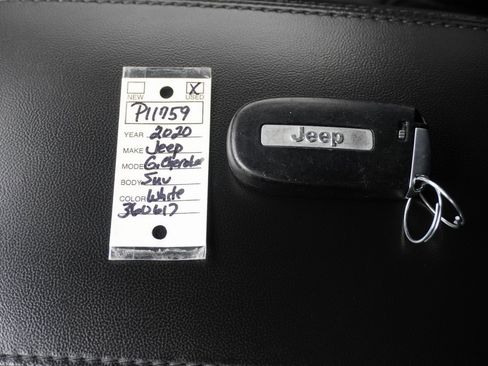 X
NEW USED
P11759
YEAR 2020
MAKE Jeep
MODEL G. Cherokee
BODY Suv
COLOR White
360617
Jeep